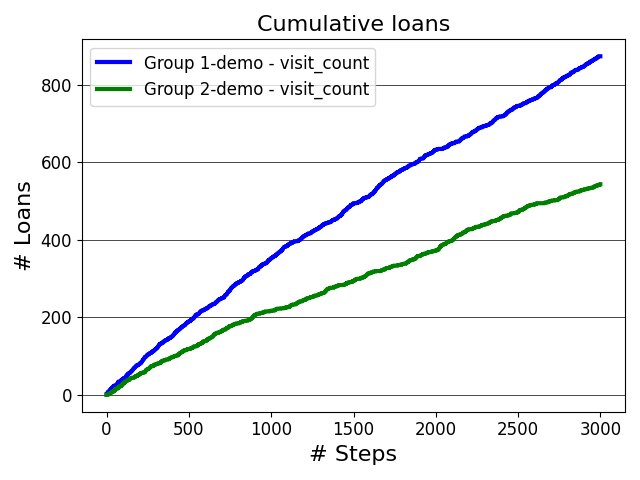 Cumulative loans
Group 1-demo - visit_count
Group 2-demo - visit_count
# Loans
800
600
400
200
0
0 500 1000 1500 2000 2500 3000
# Steps